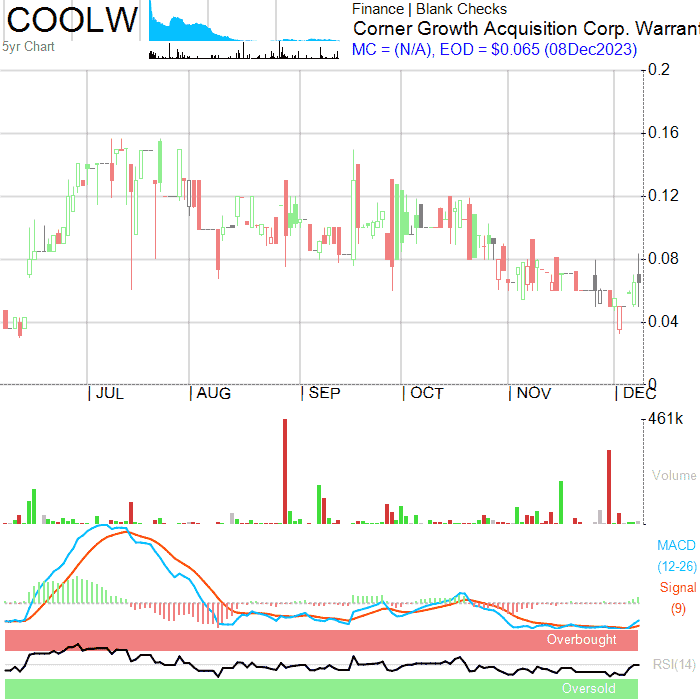 COOLW
5yr Chart
Finance | Blank Checks
Corner Growth Acquisition Corp. Warrant
MC = (N/A), EOD = $0.065 (08Dec2023)
0.2
0.16
0.12
0.08
0.04
0
JUL
AUG
SEP
OCT
NOV
DEC
461k
Volume
MACD
(12-26)
Signal
(9)
Overbought
RSI(14)
Oversold